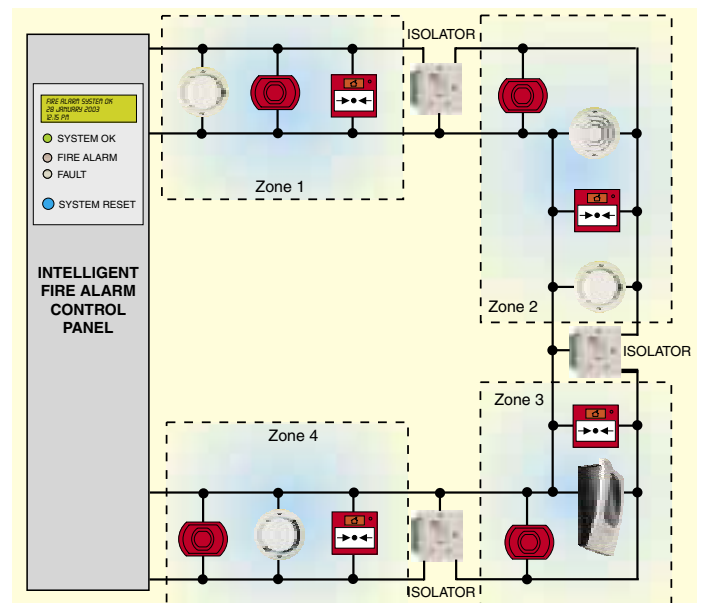 ISOLATOR
FIRE ALARM SYSTEM OK
28 JANUARY 2003
12.15 PM
SYSTEM OK
FIRE ALARM
FAULT
SYSTEM RESET
Zone 1
INTELLIGENT
FIRE ALARM
CONTROL
PANEL
Zone 2
ISOLATOR
Zone 3
Zone 4
ISOLATOR